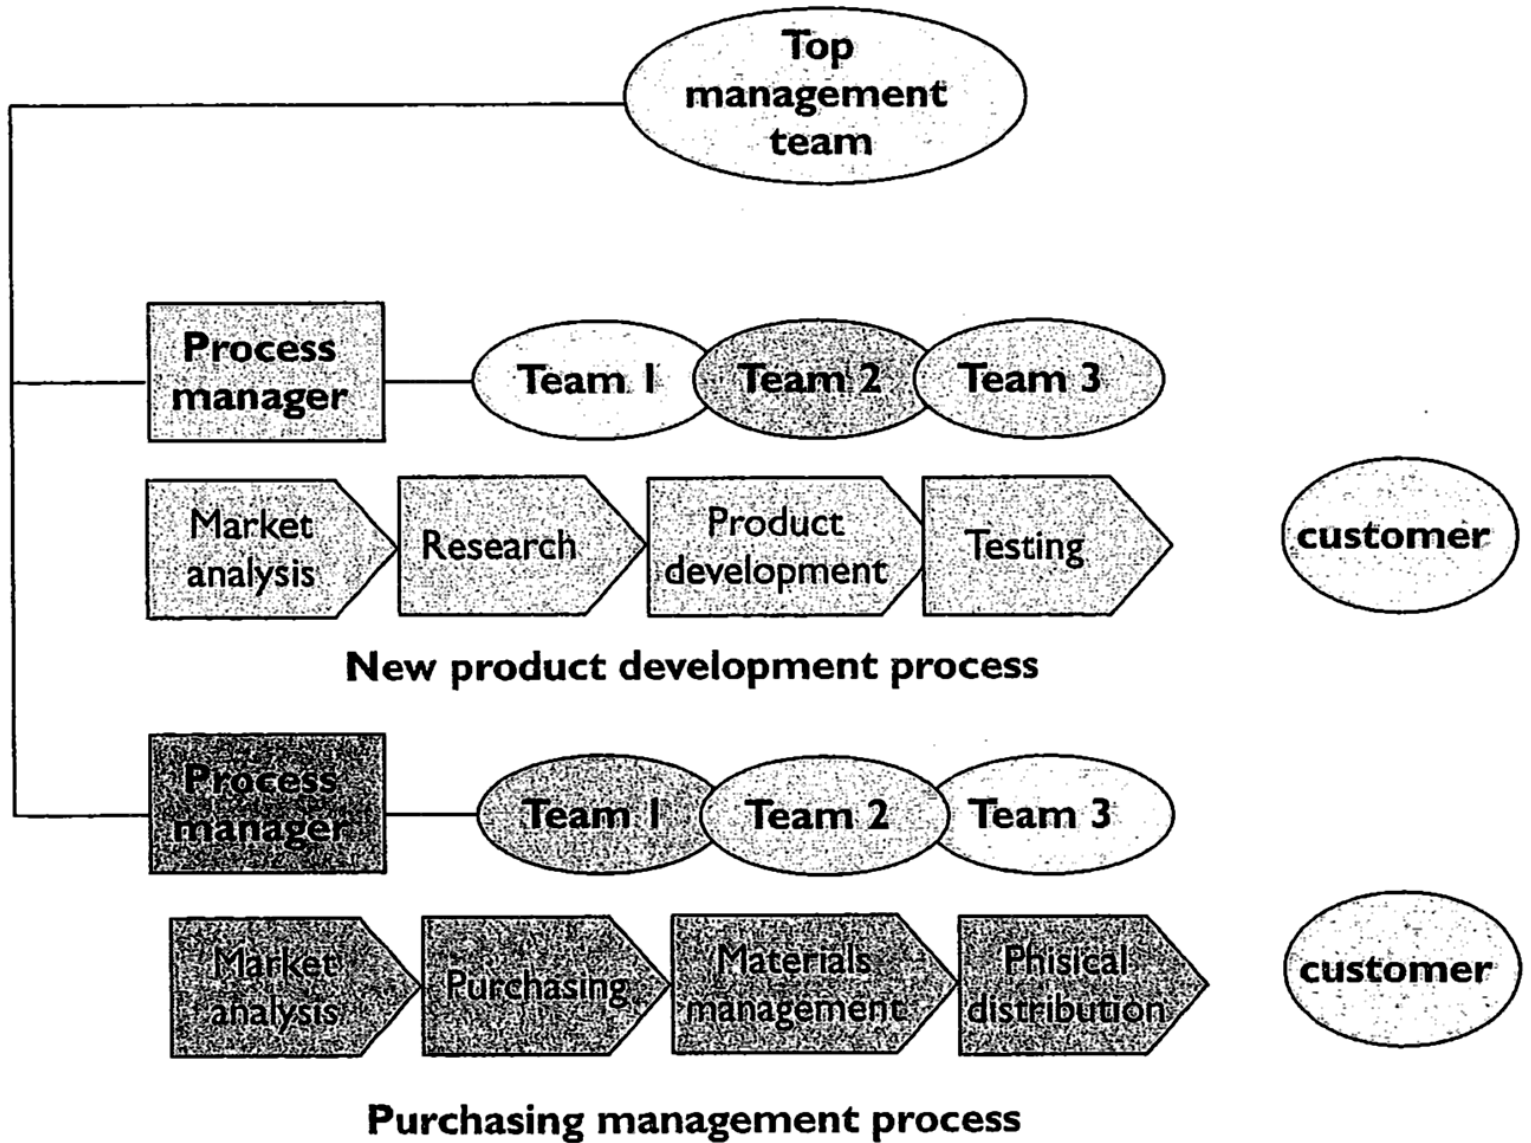 Top
management
team
Process
manager
Team 1
Team 2
Team 3
Market
analysis
Research
Product
development
Testing
customer
New product development process
Process
manager
Team 1
Team 2
Team 3
Market
analysis
Purchasing
Materials
management
Phisical
distribution
customer
Purchasing management process